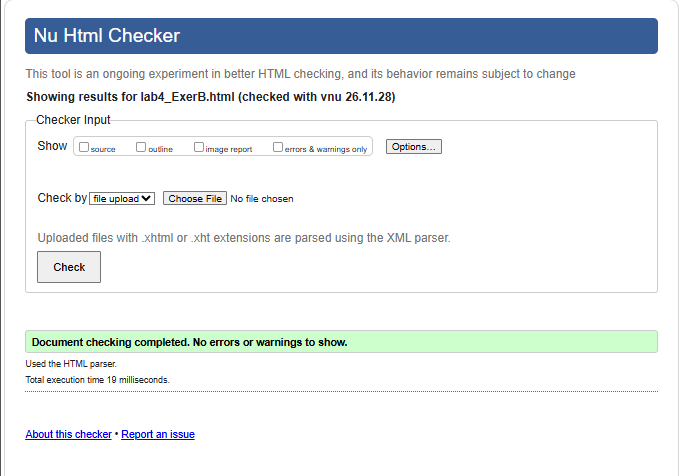 Nu Html Checker
This tool is an ongoing experiment in better HTML checking, and its behavior remains subject to change
Showing results for lab4_ExerB.html (checked with vnu 26.11.28)
Checker Input
Show source outline image report errors & warnings only Options...
Check by file upload Choose File No file chosen
Uploaded files with .xhtml or .xht extensions are parsed using the XML parser.
Check
Document checking completed. No errors or warnings to show.
Used the HTML parser.
Total execution time 19 milliseconds.
About this checker • Report an issue